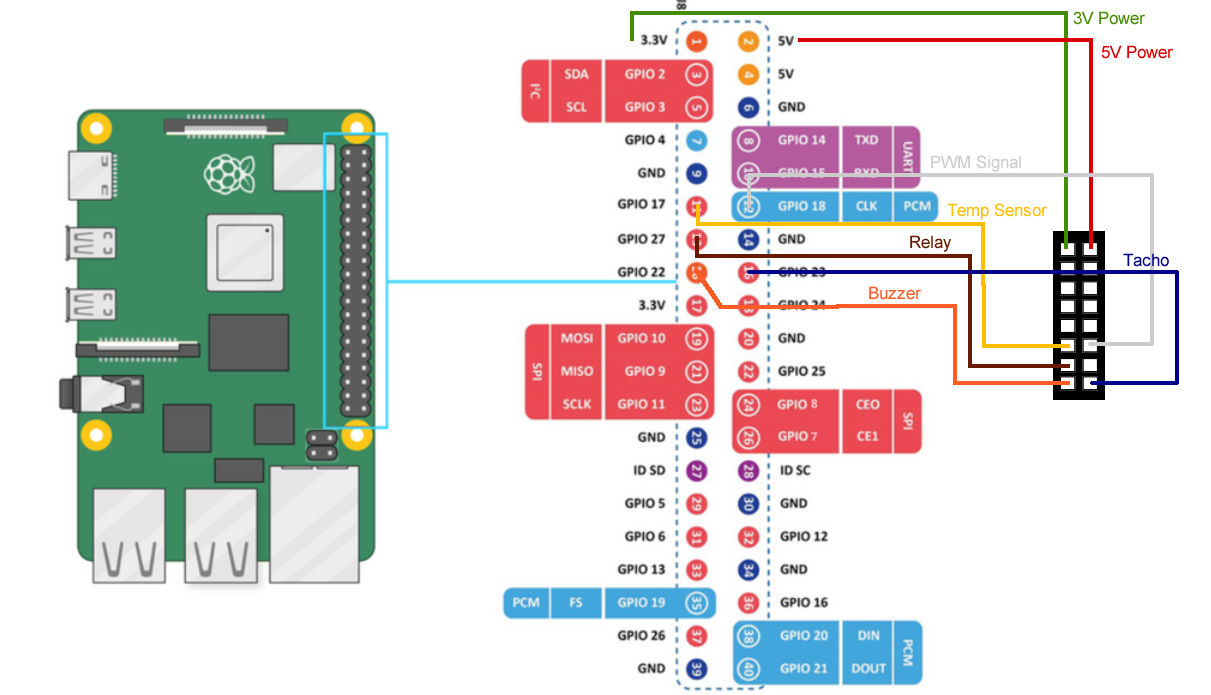 J8
3V Power
3.3V 1 2 5V
5V Power
I²C SDA GPIO 2 3 4 5V
SCL GPIO 3 5 6 GND
GPIO 4 7 8 GPIO 14 TXD UART
PWM Signal
GND 9 10 GPIO 15 RXD
GPIO 17 11 12 GPIO 18 CLK PCM
Temp Sensor
GPIO 27 13 14 GND
Relay
Tacho
GPIO 22 15 16 GPIO 23
Buzzer
3.3V 17 18 GPIO 24
MOSI GPIO 10 19 20 GND
SPI MISO GPIO 9 21 22 GPIO 25
SCLK GPIO 11 23 24 GPIO 8 CEO SPI
GND 25 26 GPIO 7 CE1
ID SD 27 28 ID SC
GPIO 5 29 30 GND
GPIO 6 31 32 GPIO 12
GPIO 13 33 34 GND
PCM FS GPIO 19 35 36 GPIO 16
GPIO 26 37 38 GPIO 20 DIN PCM
GND 39 40 GPIO 21 DOUT